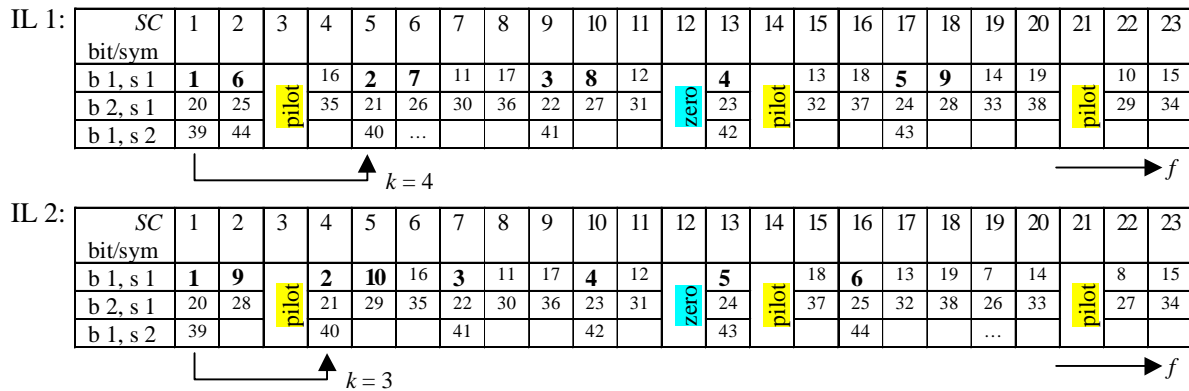 IL 1:
SC 1 2 3 4 5 6 7 8 9 10 11 12 13 14 15 16 17 18 19 20 21 22 23
bit/sym
b 1, s 1 1 6 pilot 16 2 7 11 17 3 8 12 zero 4 pilot 13 18 5 9 14 19 pilot 10 15
b 2, s 1 20 25 35 21 26 30 36 22 27 31 23 32 37 24 28 33 38 29 34
b 1, s 2 39 44 40 ... 41 42 43
k = 4
f
IL 2:
SC 1 2 3 4 5 6 7 8 9 10 11 12 13 14 15 16 17 18 19 20 21 22 23
bit/sym
b 1, s 1 1 9 pilot 2 10 16 3 11 17 4 12 zero 5 pilot 18 6 13 19 7 14 pilot 8 15
b 2, s 1 20 28 21 29 35 22 30 36 23 31 24 37 25 32 38 26 33 27 34
b 1, s 2 39 40 41 42 43 44 ...
k = 3
f